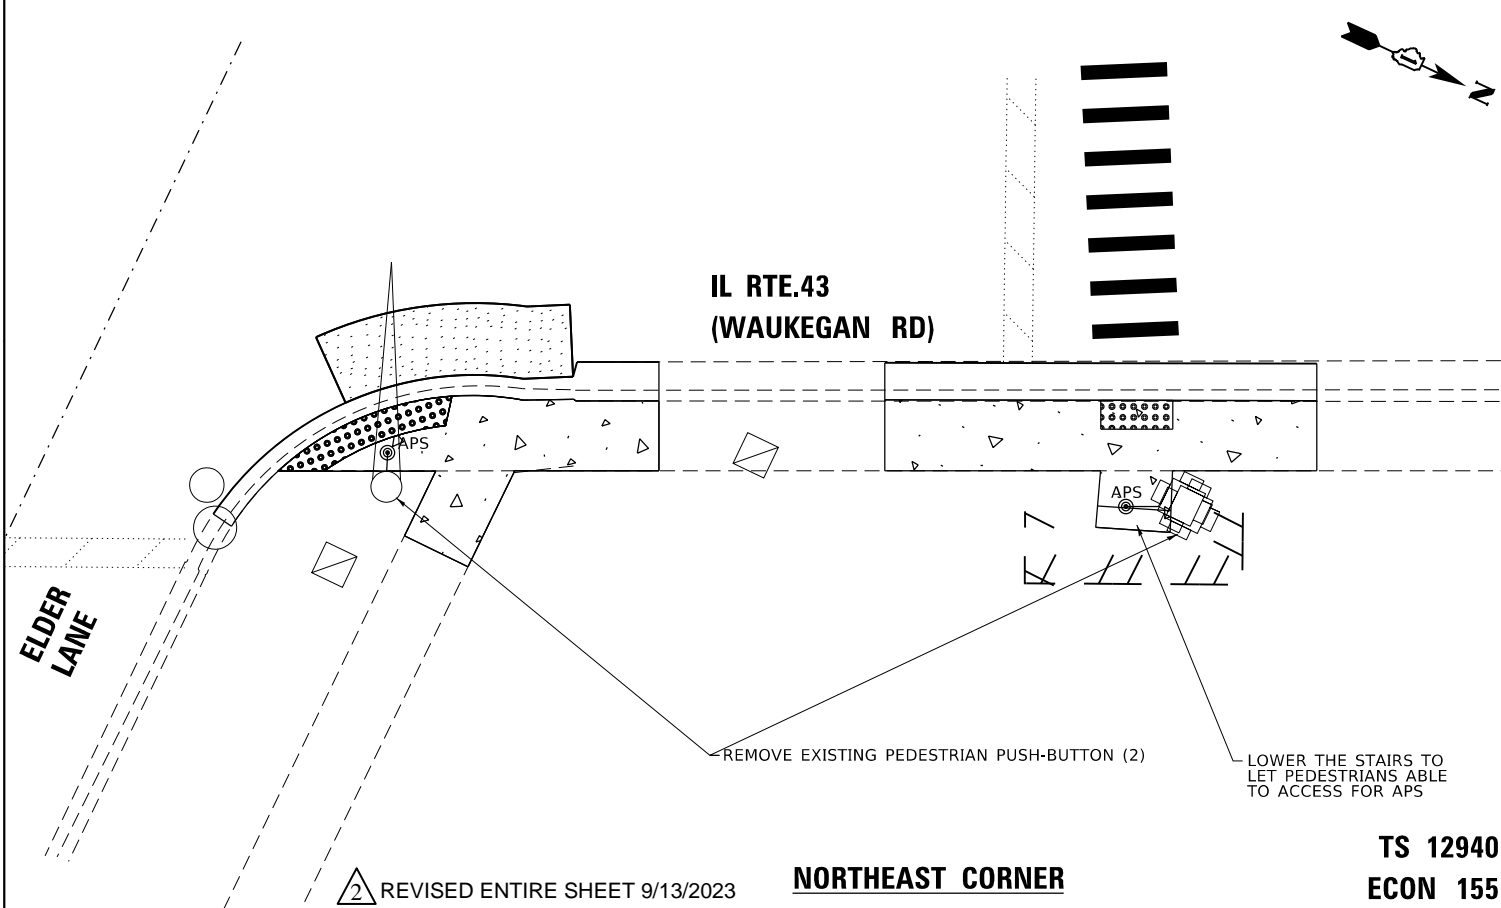 N
IL RTE.43
(WAUKEGAN RD)
APS
APS
ELDER
LANE
REMOVE EXISTING PEDESTRIAN PUSH-BUTTON (2)
LOWER THE STAIRS TO
LET PEDESTRIANS ABLE
TO ACCESS FOR APS
TS 12940
ECON 155
2 REVISED ENTIRE SHEET 9/13/2023
NORTHEAST CORNER